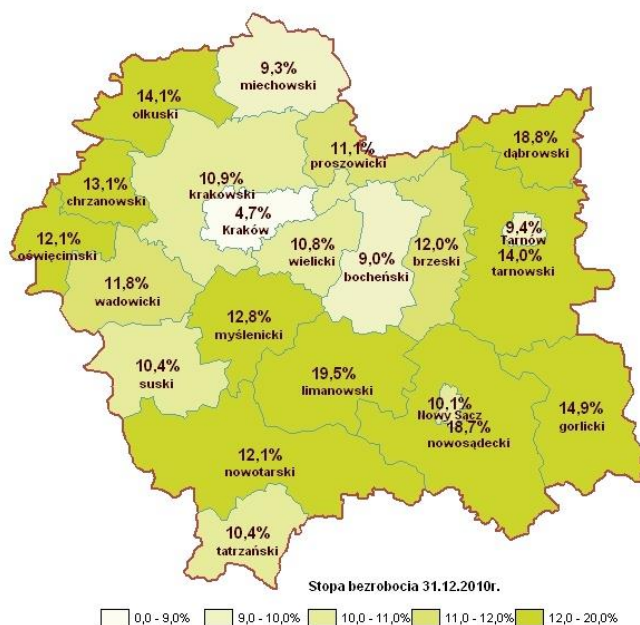 9,3%
miechowski
14,1%
olkuski
18,8%
dąbrowski
11,1%
proszowicki
10,9%
krakowski
13,1%
chrzanowski
4,7%
Kraków
9,4%
Tarnów
14,0%
tarnowski
12,1%
oświęcimski
10,8%
wielicki
9,0%
bocheński
12,0%
brzeski
11,8%
wadowicki
12,8%
myślenicki
10,4%
suski
19,5%
limanowski
10,1%
Nowy Sącz
18,7%
nowosądecki
14,9%
gorlicki
12,1%
nowotarski
10,4%
tatrzański
Stopa bezrobocia 31.12.2010r.
0,0 - 9,0% 9,0 - 10,0% 10,0 - 11,0% 11,0 - 12,0% 12,0 - 20,0%